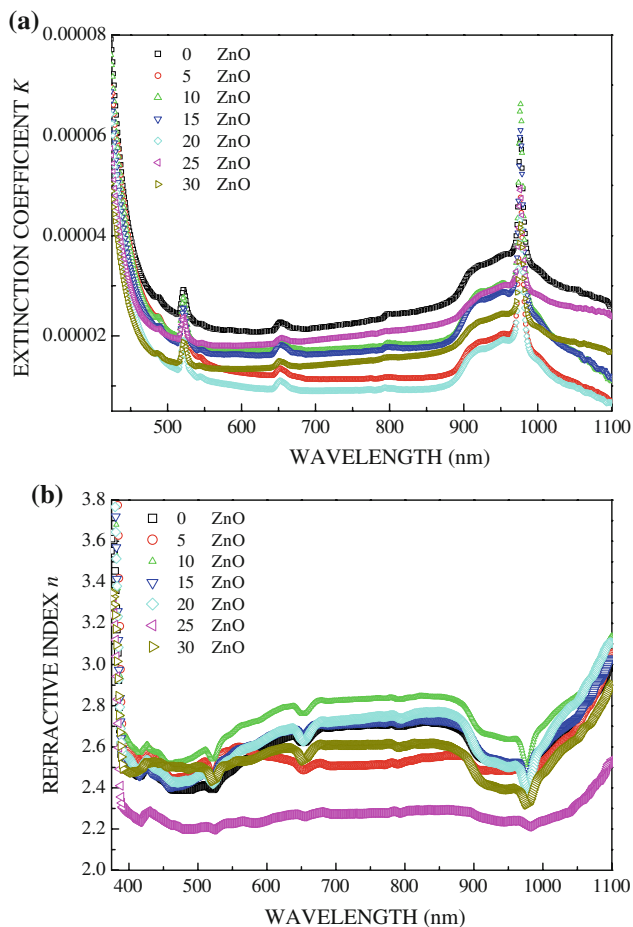 (a)
0.00008
0.00006
0.00004
0.00002
EXTINCTION COEFFICIENT K
0 ZnO
5 ZnO
10 ZnO
15 ZnO
20 ZnO
25 ZnO
30 ZnO
500 600 700 800 900 1000 1100
WAVELENGTH (nm)
(b)
3.8
3.6
3.4
3.2
3.0
2.8
2.6
2.4
2.2
2.0
REFRACTIVE INDEX n
0 ZnO
5 ZnO
10 ZnO
15 ZnO
20 ZnO
25 ZnO
30 ZnO
400 500 600 700 800 900 1000 1100
WAVELENGTH (nm)